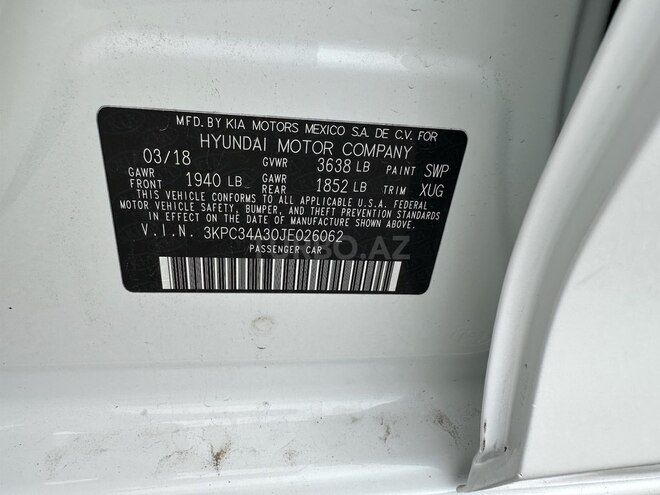 MFD. BY KIA MOTORS MEXICO S.A. DE C.V. FOR
HYUNDAI MOTOR COMPANY
03/18 GVWR 3638 LB PAINT SWP
GAWR FRONT 1940 LB GAWR REAR 1852 LB TRIM XUG
THIS VEHICLE CONFORMS TO ALL APPLICABLE U.S.A. FEDERAL
MOTOR VEHICLE SAFETY, BUMPER, AND THEFT PREVENTION STANDARDS
IN EFFECT ON THE DATE OF MANUFACTURE SHOWN ABOVE.
V.I.N. 3KPC34A30JE026062
PASSENGER CAR
TURBO.AZ